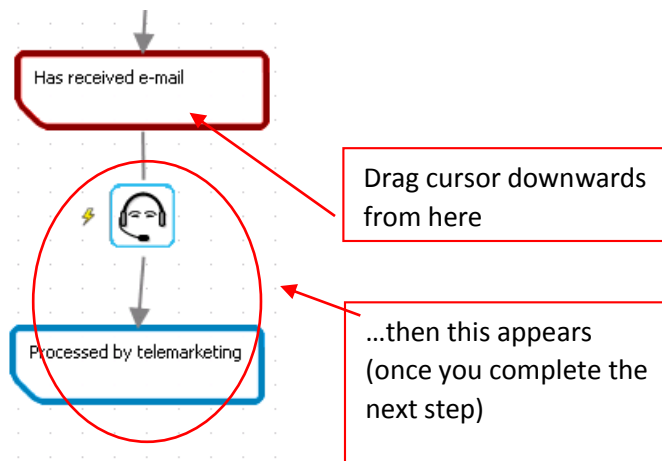 Has received e-mail
Drag cursor downwards
from here
…then this appears
(once you complete the
next step)
Processed by telemarketing